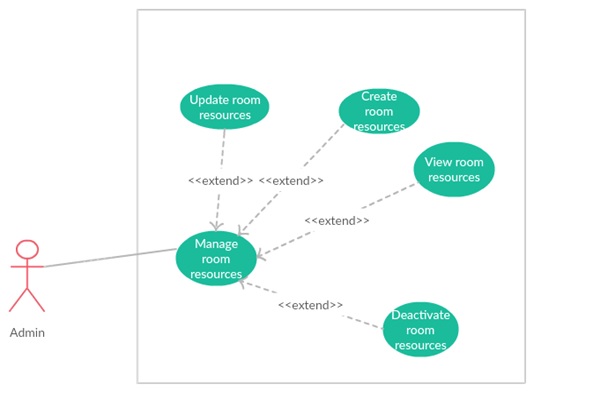 Update room
resources
Create
room
resources
View room
resources
<<extend>>
<<extend>>
<<extend>>
Manage
room
resources
<<extend>>
Deactivate
room
resources
Admin